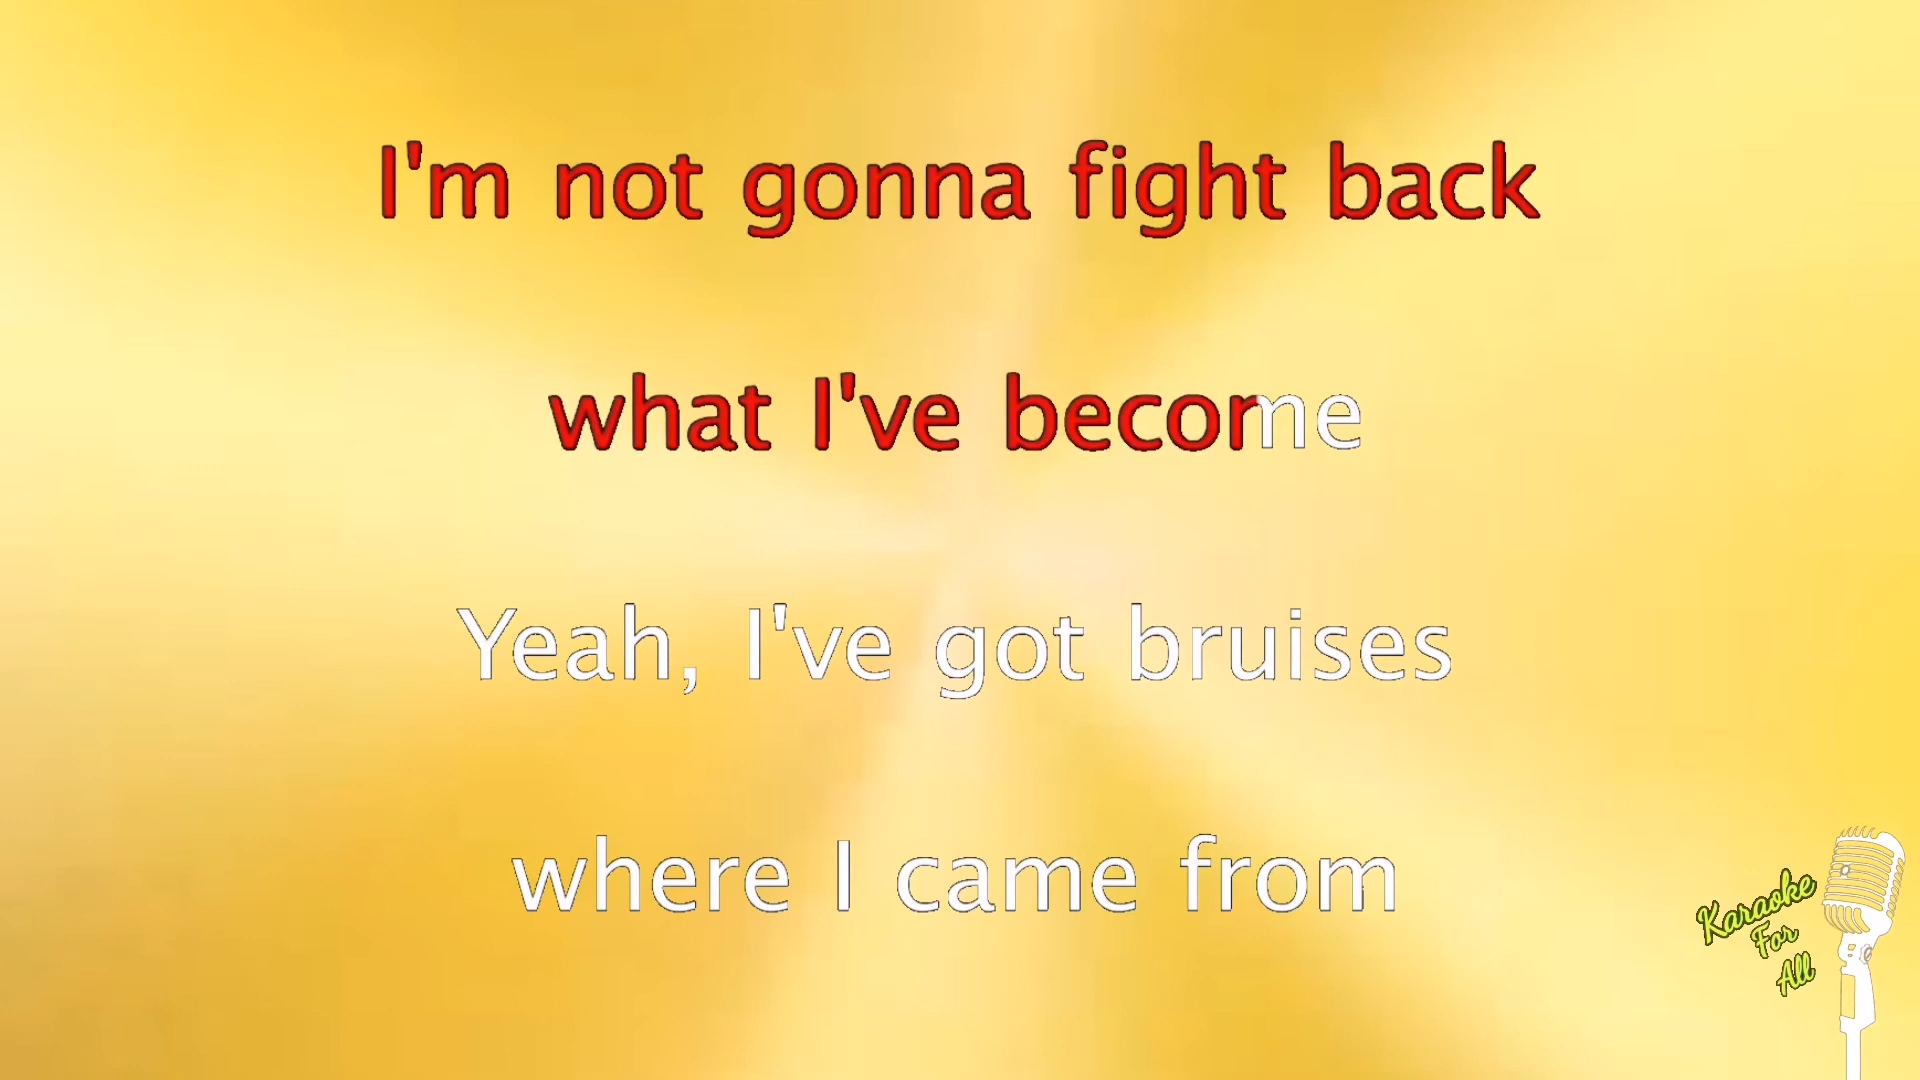 I'm not gonna fight back
what I've become
Yeah, I've got bruises
where I came from
Karaoke
For
All